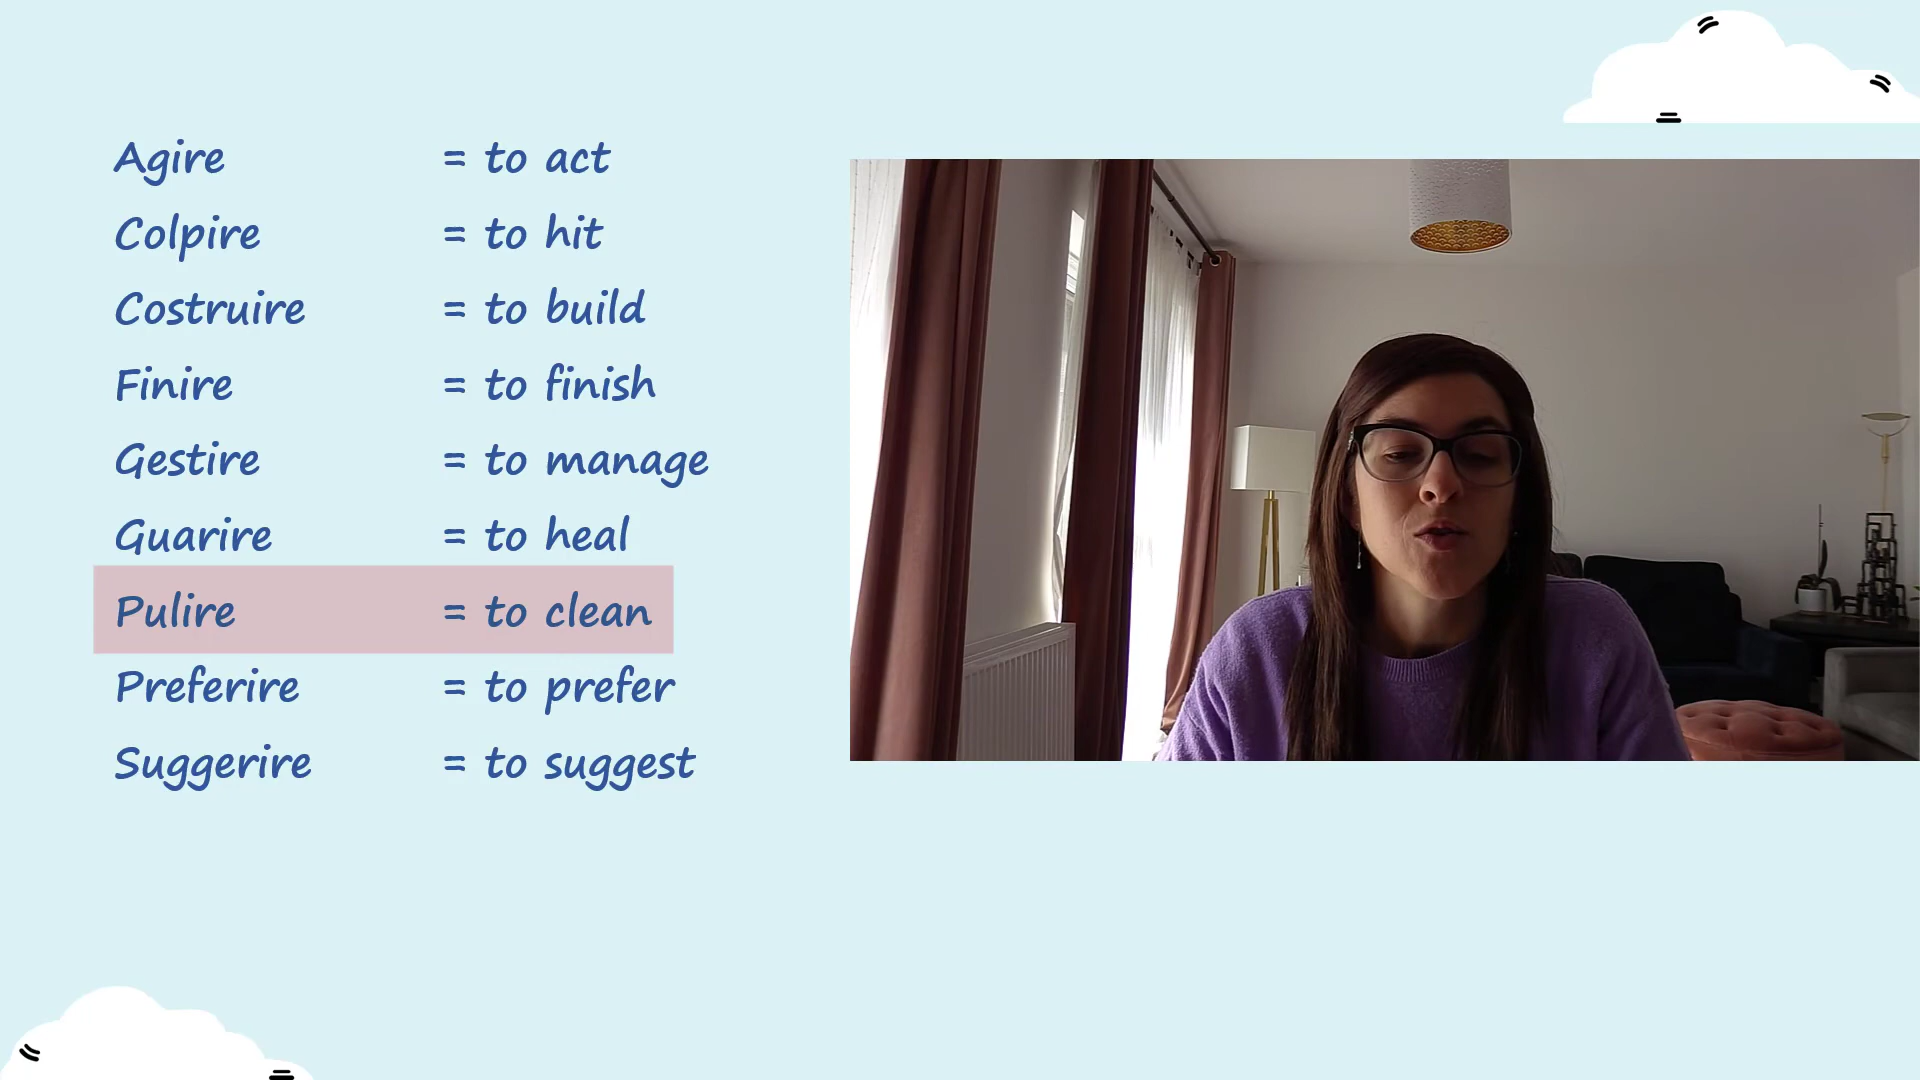 Agire = to act
Colpire = to hit
Costruire = to build
Finire = to finish
Gestire = to manage
Guarire = to heal
Pulire = to clean
Preferire = to prefer
Suggerire = to suggest